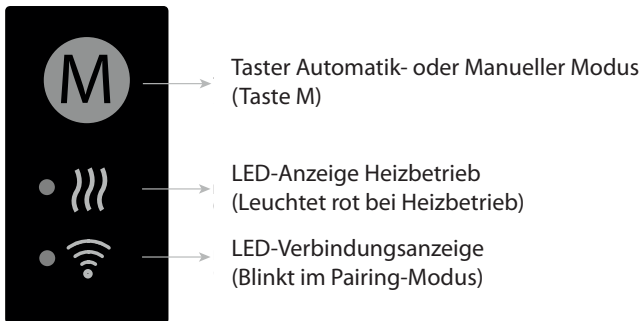 M
Taster Automatik- oder Manueller Modus
(Taste M)
LED-Anzeige Heizbetrieb
(Leuchtet rot bei Heizbetrieb)
LED-Verbindungsanzeige
(Blinkt im Pairing-Modus)